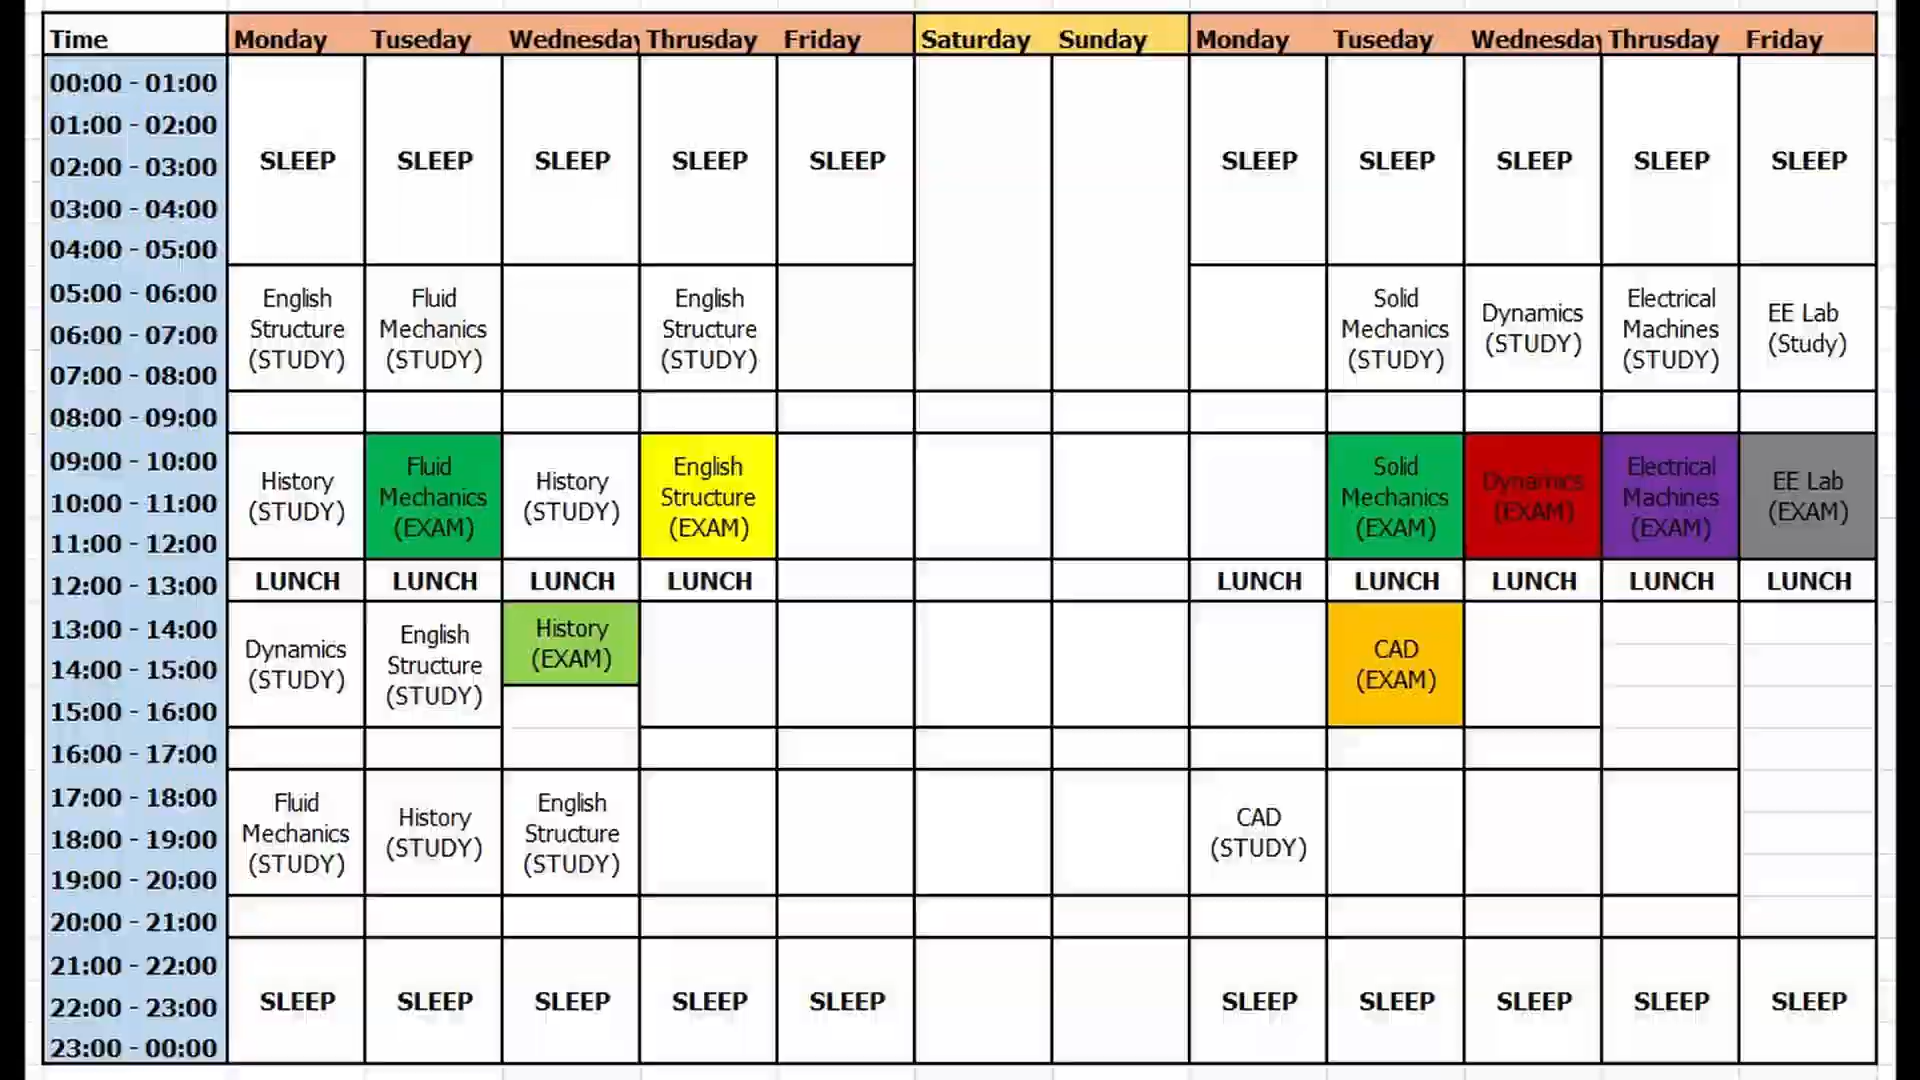 Time Monday Tuseday Wednesday Thrusday Friday Saturday Sunday Monday Tuseday Wednesday Thrusday Friday
00:00 - 01:00
01:00 - 02:00
02:00 - 03:00 SLEEP SLEEP SLEEP SLEEP SLEEP SLEEP SLEEP SLEEP SLEEP SLEEP
03:00 - 04:00
04:00 - 05:00
05:00 - 06:00 English Fluid English Solid Electrical
06:00 - 07:00 Structure Mechanics Structure Mechanics Dynamics Machines EE Lab
07:00 - 08:00 (STUDY) (STUDY) (STUDY) (STUDY) (STUDY) (STUDY) (Study)
08:00 - 09:00
09:00 - 10:00 Fluid English Solid Electrical
10:00 - 11:00 History Mechanics History Structure Mechanics Dynamics Machines EE Lab
11:00 - 12:00 (STUDY) (EXAM) (STUDY) (EXAM) (EXAM) (EXAM) (EXAM) (EXAM)
12:00 - 13:00 LUNCH LUNCH LUNCH LUNCH LUNCH LUNCH LUNCH LUNCH LUNCH
13:00 - 14:00 English History
14:00 - 15:00 Dynamics Structure (EXAM) CAD
15:00 - 16:00 (STUDY) (STUDY) (EXAM)
16:00 - 17:00
17:00 - 18:00 Fluid English
18:00 - 19:00 Mechanics History Structure CAD
19:00 - 20:00 (STUDY) (STUDY) (STUDY) (STUDY)
20:00 - 21:00
21:00 - 22:00
22:00 - 23:00 SLEEP SLEEP SLEEP SLEEP SLEEP SLEEP SLEEP SLEEP SLEEP SLEEP
23:00 - 00:00